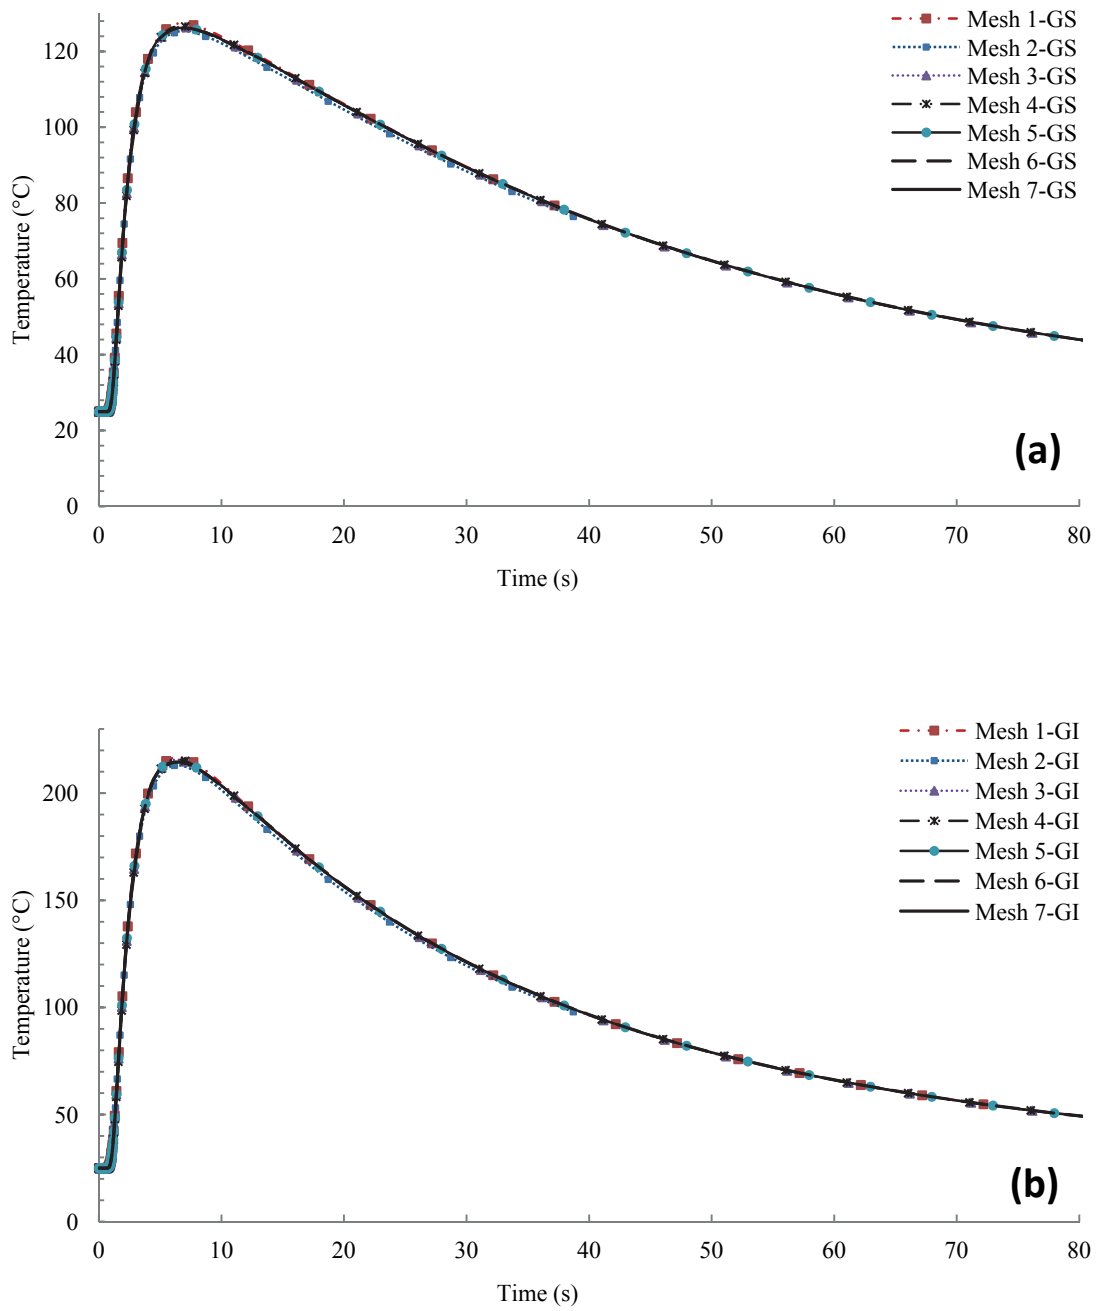 Mesh 1-GS
Mesh 2-GS
Mesh 3-GS
Mesh 4-GS
Mesh 5-GS
Mesh 6-GS
Mesh 7-GS
120
100
80
60
40
20
0
Temperature (°C)
(a)
0 10 20 30 40 50 60 70 80
Time (s)
Mesh 1-GI
Mesh 2-GI
Mesh 3-GI
Mesh 4-GI
Mesh 5-GI
Mesh 6-GI
Mesh 7-GI
200
150
100
50
0
Temperature (°C)
(b)
0 10 20 30 40 50 60 70 80
Time (s)